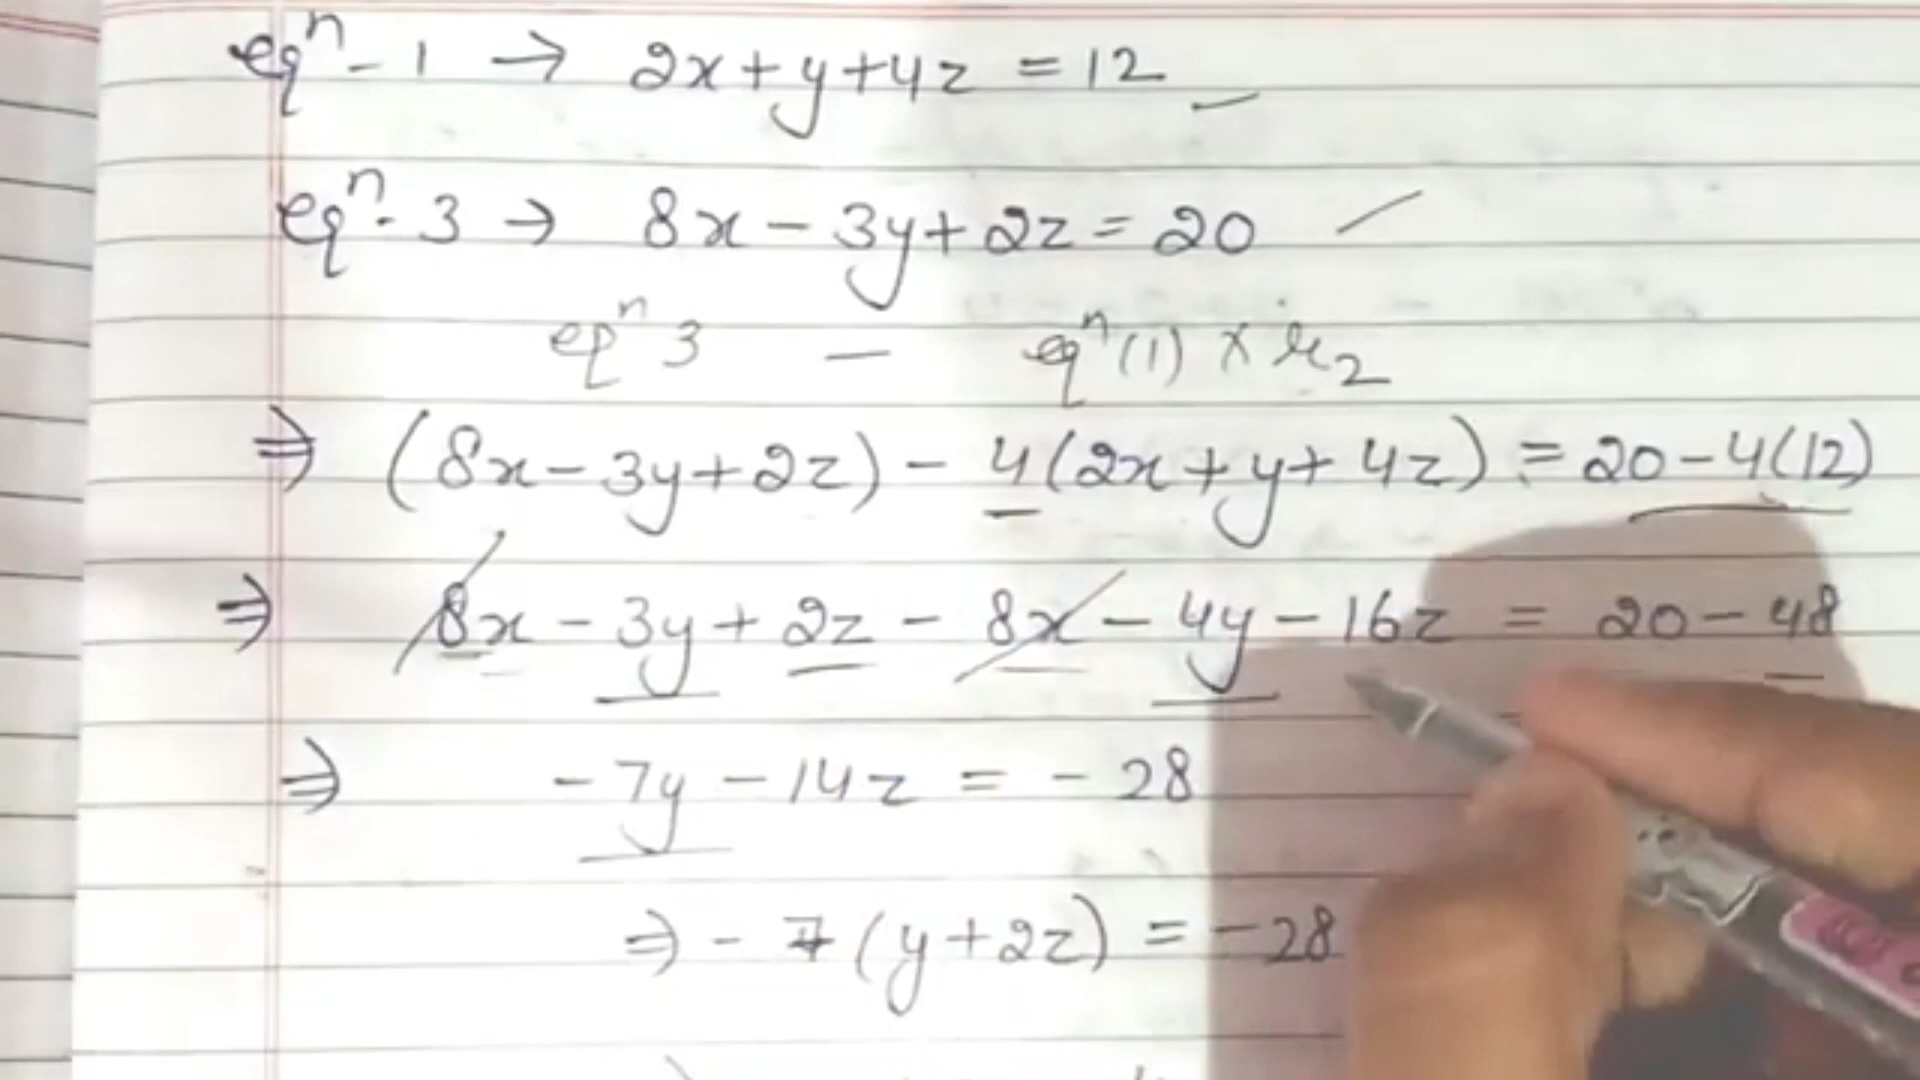 eqⁿ - 1 → 2x + y + 4z = 12
eqⁿ - 3 → 8x - 3y + 2z = 20
eqⁿ 3 - eqⁿ (1) × r₂
⇒ (8x - 3y + 2z) - 4(2x + y + 4z) = 20 - 4(12)
⇒ 8x - 3y + 2z - 8x - 4y - 16z = 20 - 48
⇒ -7y - 14z = -28
⇒ -7(y + 2z) = -28